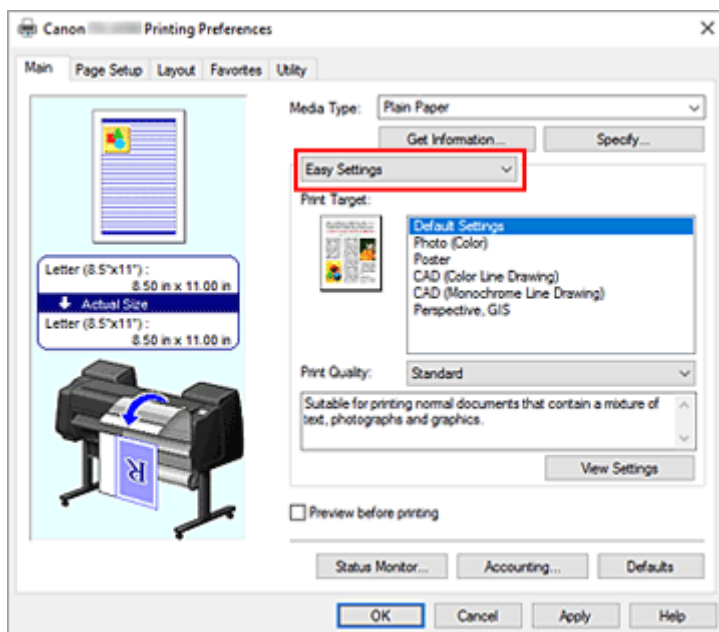 Canon Printing Preferences
Main Page Setup Layout Favorites Utility
Media Type: Plain Paper
Get Information... Specify...
Easy Settings
Print Target:
Default Settings
Photo (Color)
Poster
CAD (Color Line Drawing)
CAD (Monochrome Line Drawing)
Perspective, GIS
Letter (8.5"x11") :
8.50 in x 11.00 in
Actual Size
Letter (8.5"x11") :
8.50 in x 11.00 in
R
Print Quality: Standard
Suitable for printing normal documents that contain a mixture of
text, photographs and graphics.
View Settings
Preview before printing
Status Monitor... Accounting... Defaults
OK Cancel Apply Help